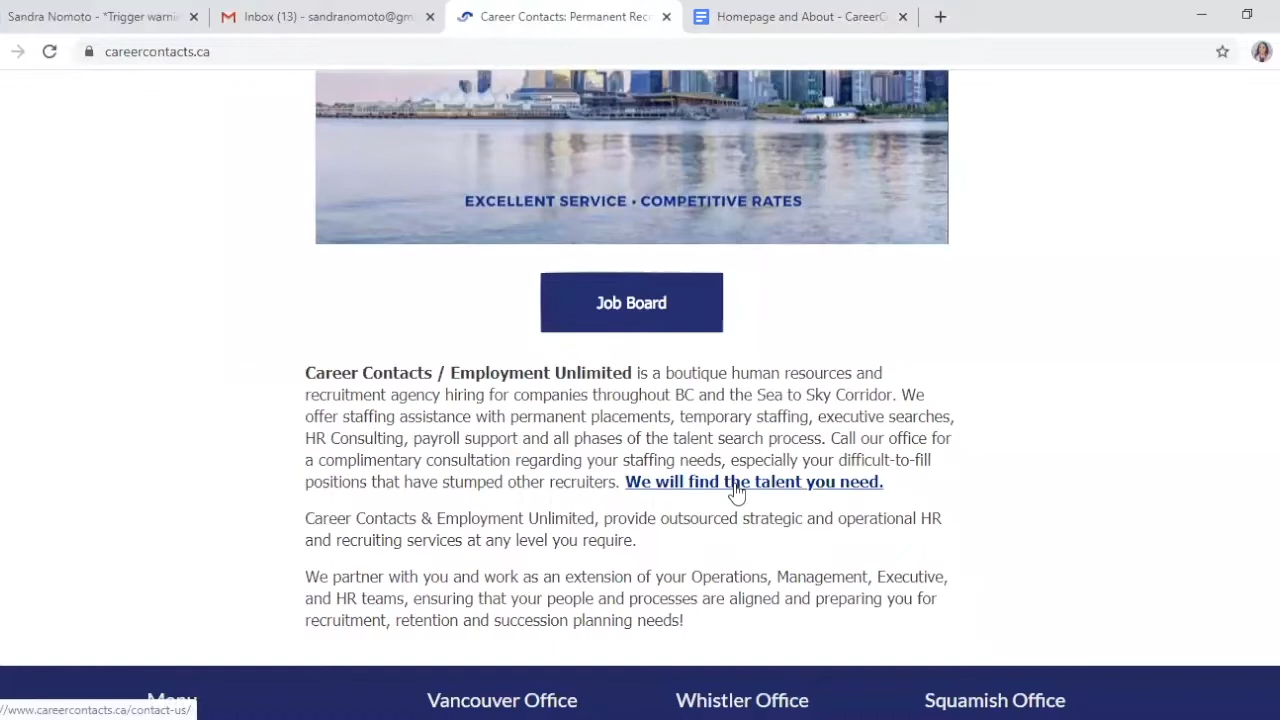 Sandra Nomoto - *Trigger warni
Inbox (13) - sandranomoto@gm
Career Contacts: Permanent Rec
Homepage and About - CareerC
careercontacts.ca
EXCELLENT SERVICE • COMPETITIVE RATES
Job Board
Career Contacts / Employment Unlimited is a boutique human resources and
recruitment agency hiring for companies throughout BC and the Sea to Sky Corridor. We
offer staffing assistance with permanent placements, temporary staffing, executive searches,
HR Consulting, payroll support and all phases of the talent search process. Call our office for
a complimentary consultation regarding your staffing needs, especially your difficult-to-fill
positions that have stumped other recruiters. We will find the talent you need.
Career Contacts & Employment Unlimited, provide outsourced strategic and operational HR
and recruiting services at any level you require.
We partner with you and work as an extension of your Operations, Management, Executive,
and HR teams, ensuring that your people and processes are aligned and preparing you for
recruitment, retention and succession planning needs!
Menu
Vancouver Office
Whistler Office
Squamish Office
//www.careercontacts.ca/contact-us/